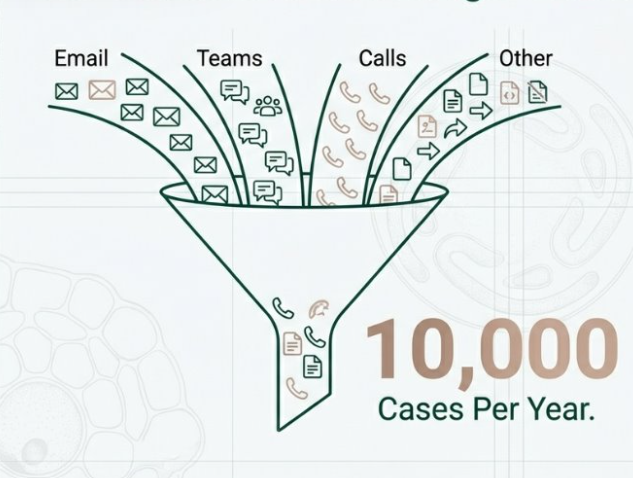 Email
Teams
Calls
Other
10,000
Cases Per Year.